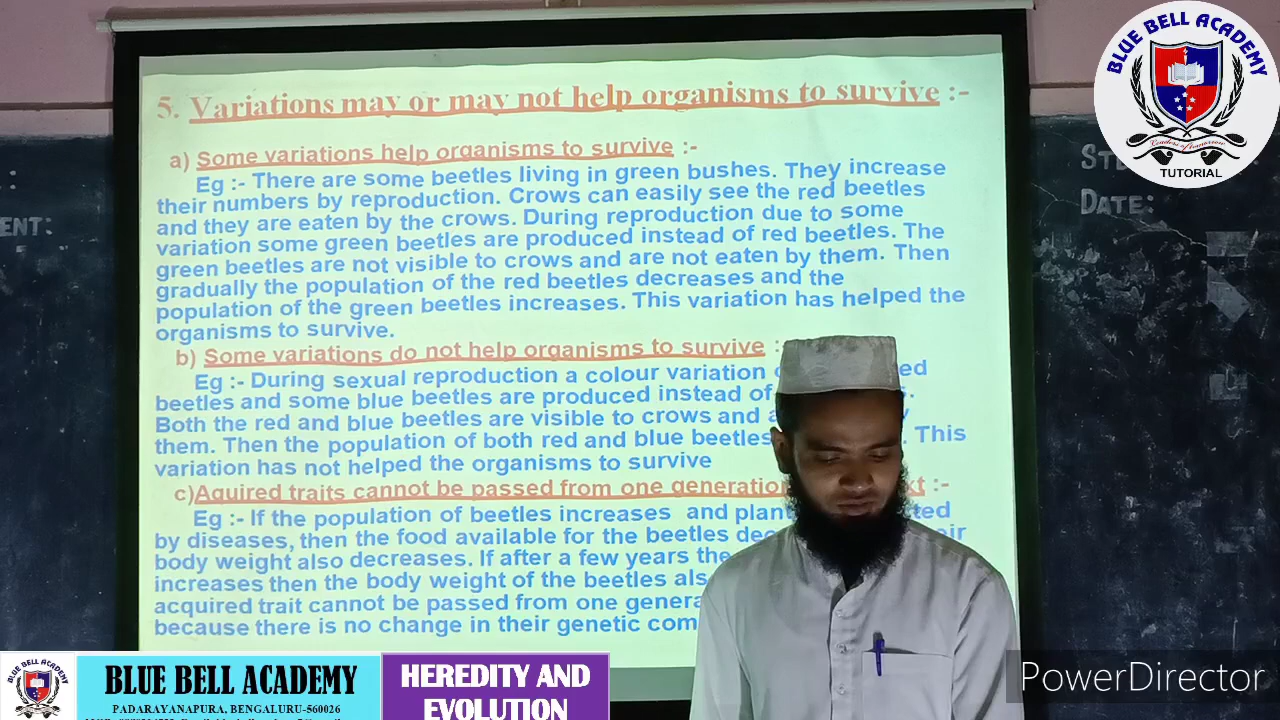 5. Variations may or may not help organisms to survive :-
a) Some variations help organisms to survive :-
Eg :- There are some beetles living in green bushes. They increase
their numbers by reproduction. Crows can easily see the red beetles
and they are eaten by the crows. During reproduction due to some
variation some green beetles are produced instead of red beetles. The
green beetles are not visible to crows and are not eaten by them. Then
gradually the population of the red beetles decreases and the
population of the green beetles increases. This variation has helped the
organisms to survive.
b) Some variations do not help organisms to survive :
Eg :- During sexual reproduction a colour variation
beetles and some blue beetles are produced instead of
Both the red and blue beetles are visible to crows and
them. Then the population of both red and blue beetles . This
variation has not helped the organisms to survive
c)Aquired traits cannot be passed from one generation :-
Eg :- If the population of beetles increases and
by diseases, then the food available for the beetles
body weight also decreases. If after a few years the
increases then the body weight of the beetles
acquired trait cannot be passed from one
because there is no change in their genetic
BLUE BELL ACADEMY
Leaders of tomorrow
TUTORIAL
DATE:
BLUE BELL ACADEMY
BLUE BELL ACADEMY
PADARAYANAPURA, BENGALURU-560026
HEREDITY AND
EVOLUTION
PowerDirector